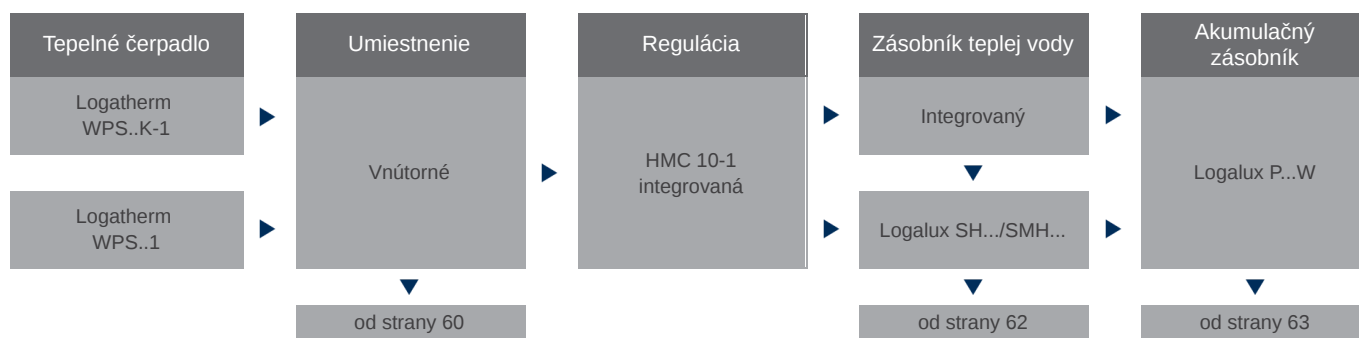 Tepelné čerpadlo
Umiestnenie
Regulácia
Zásobník teplej vody
Akumulačný
zásobník
Logatherm
WPS..K-1
Vnútorné
HMC 10-1
integrovaná
Integrovaný
Logalux P...W
Logatherm
WPS..1
Logalux SH.../SMH...
od strany 60
od strany 62
od strany 63